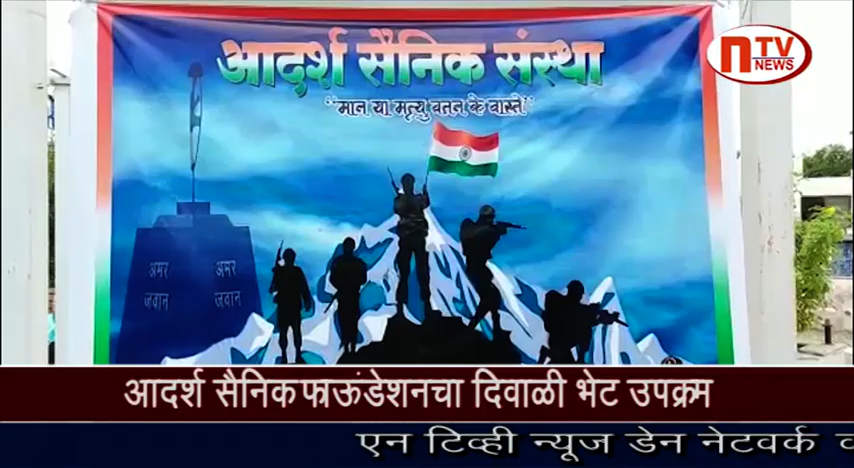 आदर्श सैनिक संस्था
"मान या मृत्यु वतन के वास्ते"
n TV NEWS
अमर अमर
जवान जवान
आदर्श सैनिक फाऊंडेशनचा दिवाळी भेट उपक्रम
एन टिव्ही न्यूज डेन नेटवर्क